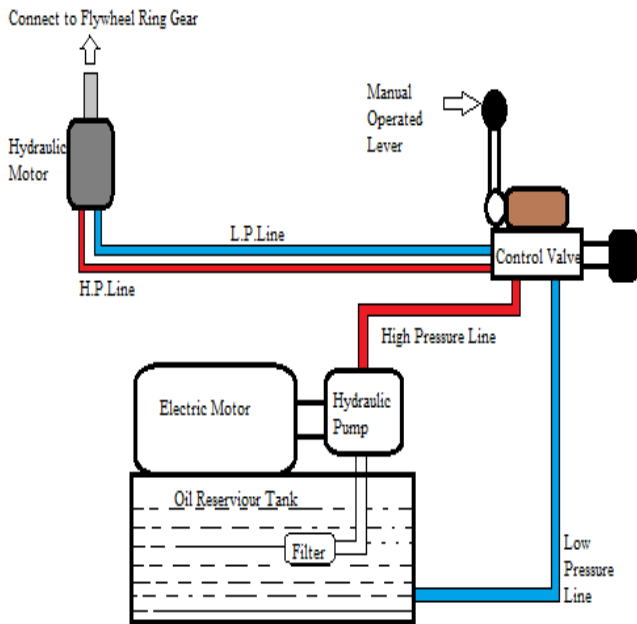 Connect to Flywheel Ring Gear
Manual
Operated
Lever
Hydraulic
Motor
L.P.Line
Control Valve
H.P.Line
High Pressure Line
Electric Motor
Hydraulic
Pump
Oil Reserviour Tank
Filter
Low
Pressure
Line